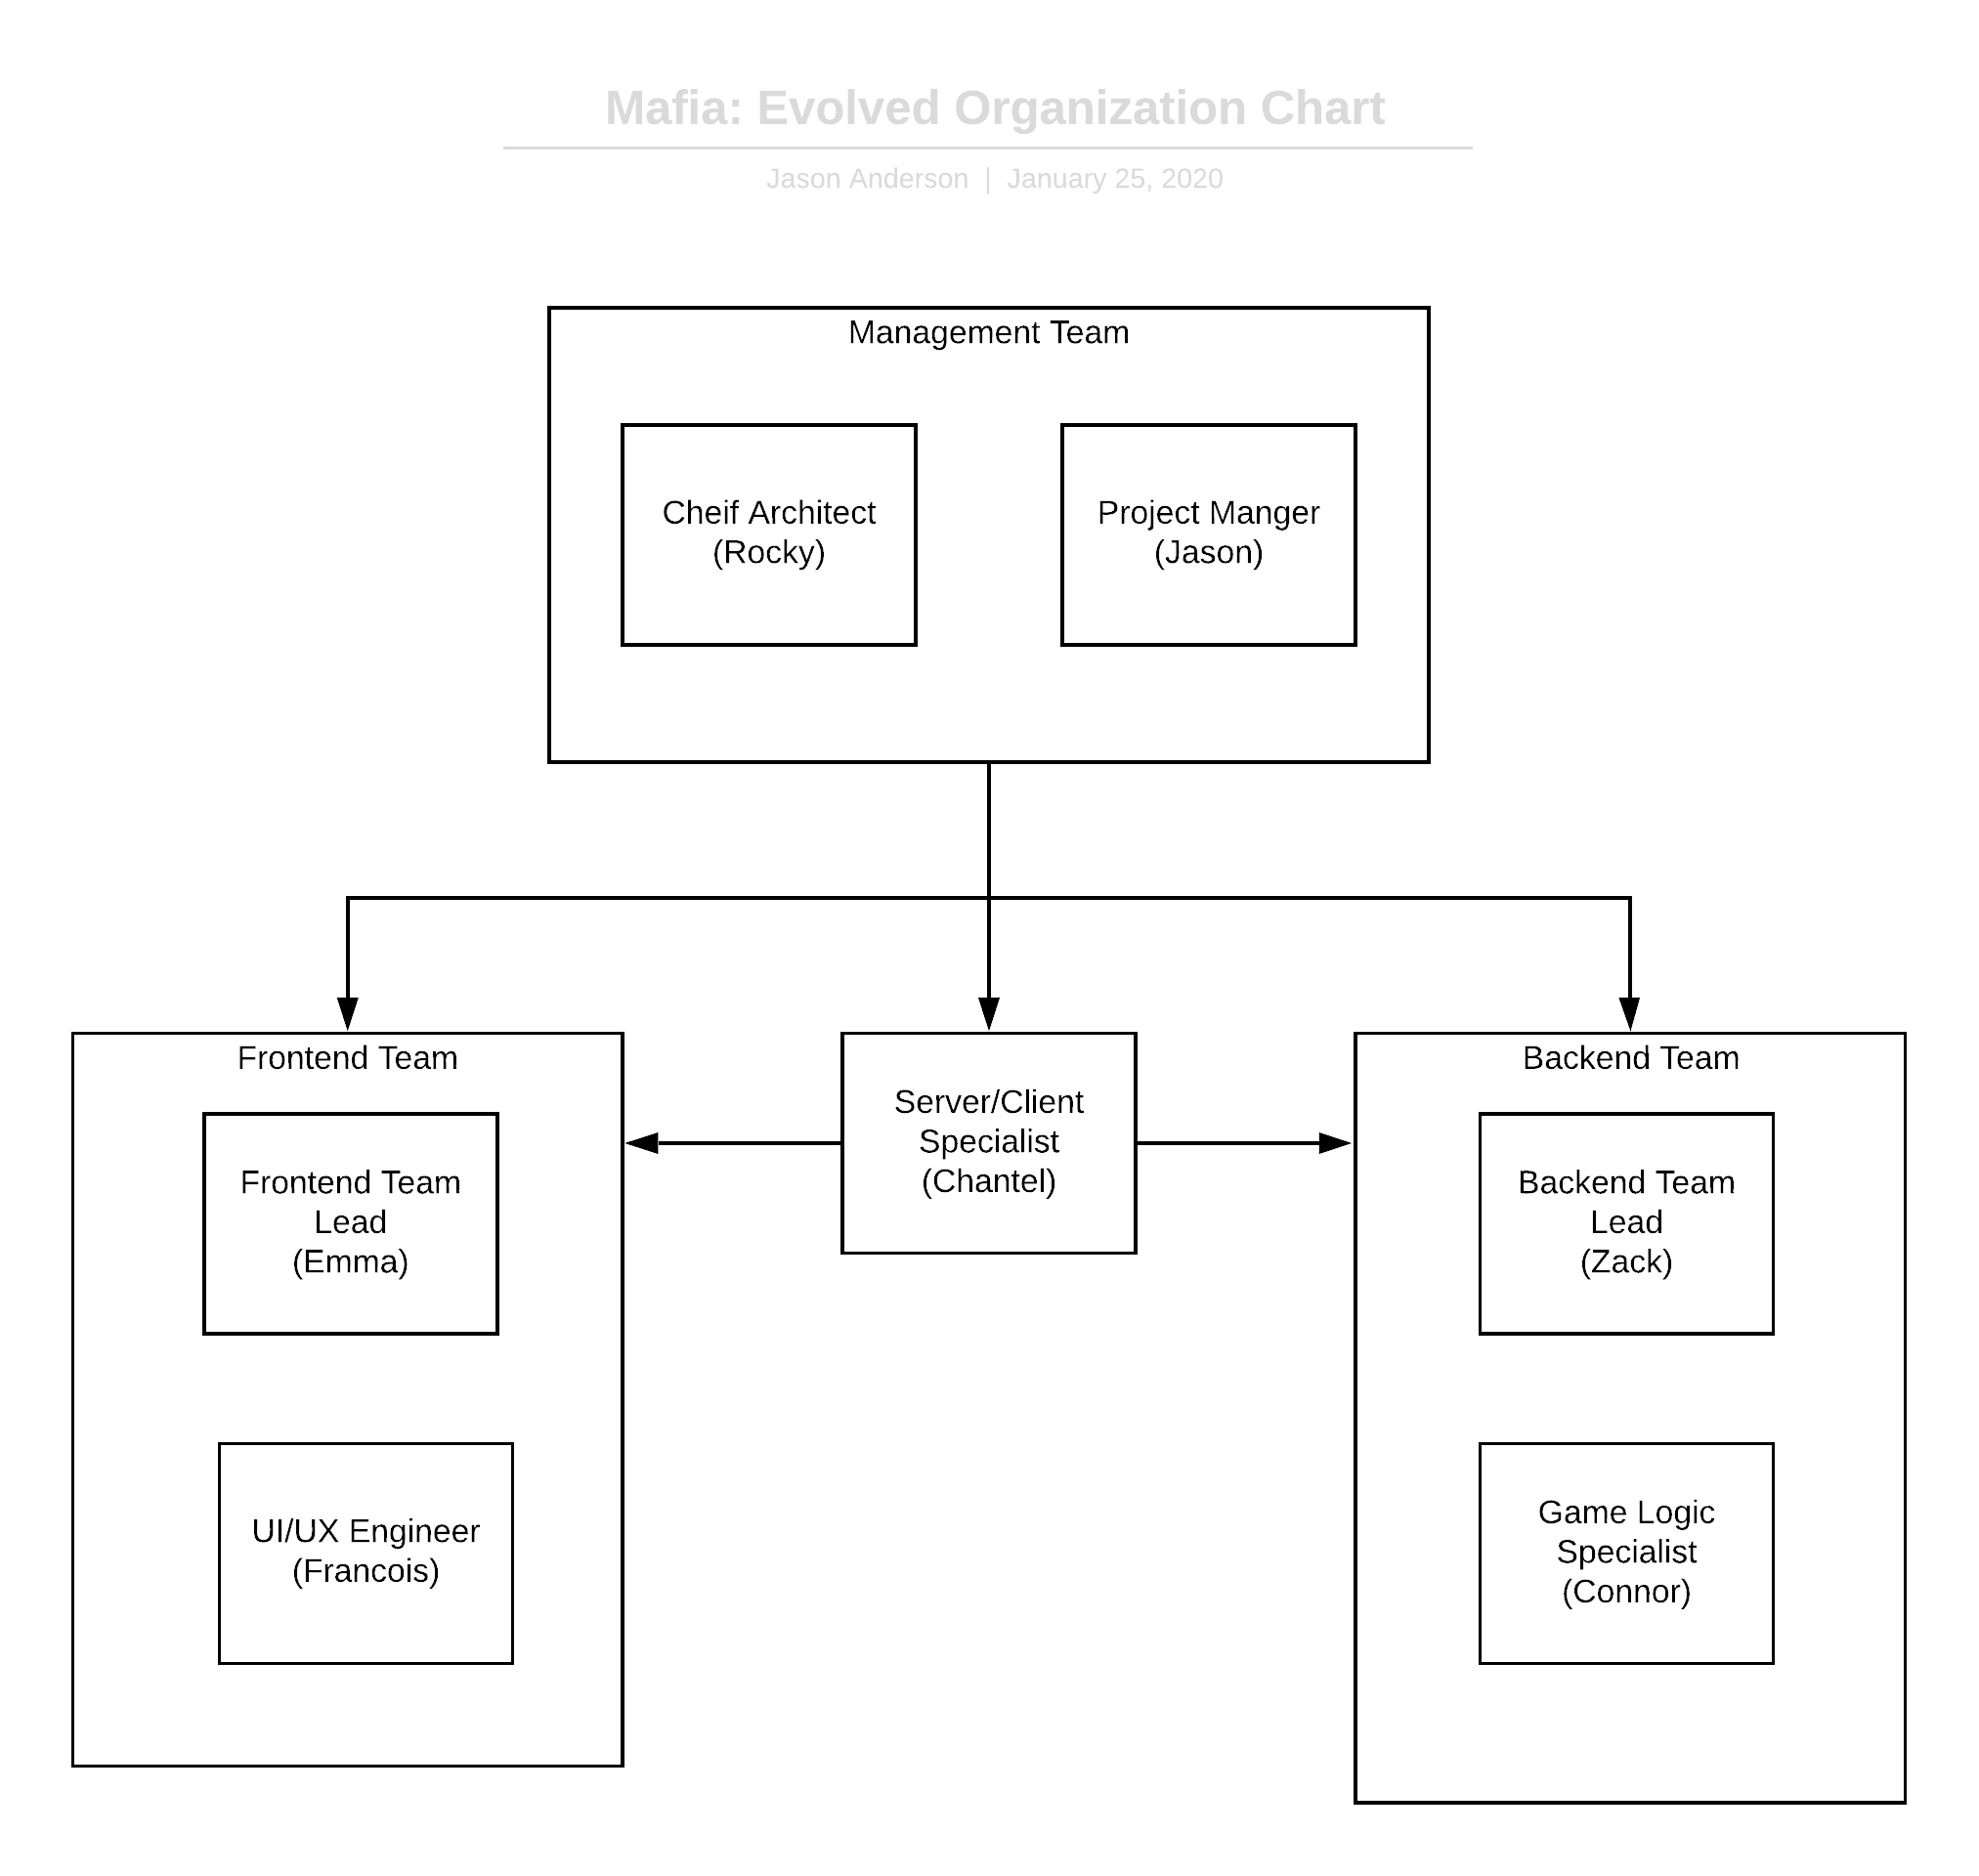 Mafia: Evolved Organization Chart
Jason Anderson | January 25, 2020
Management Team
Cheif Architect
(Rocky)
Project Manger
(Jason)
Frontend Team
Frontend Team
Lead
(Emma)
UI/UX Engineer
(Francois)
Server/Client
Specialist
(Chantel)
Backend Team
Backend Team
Lead
(Zack)
Game Logic
Specialist
(Connor)